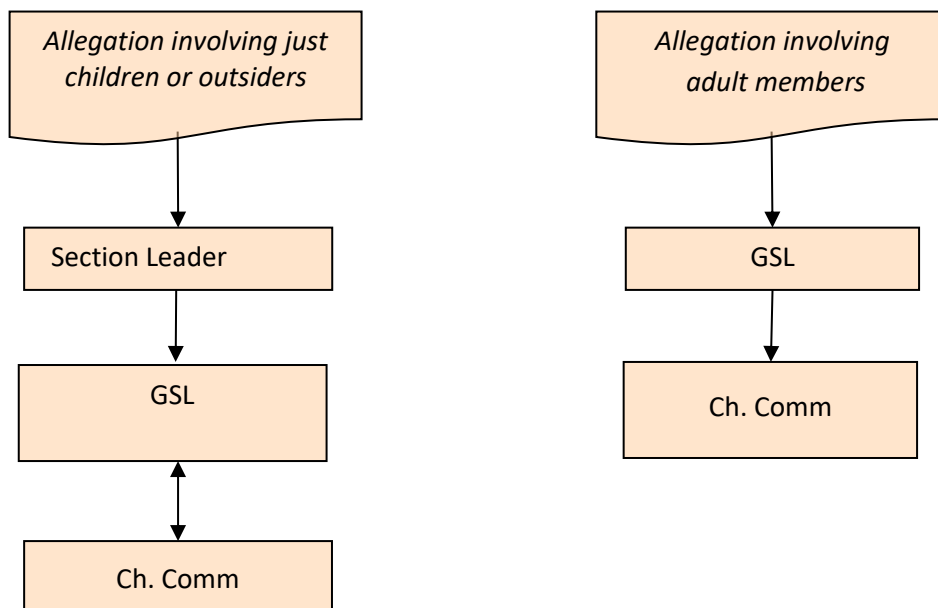 Allegation involving just
children or outsiders
Section Leader
GSL
Ch. Comm
Allegation involving
adult members
GSL
Ch. Comm